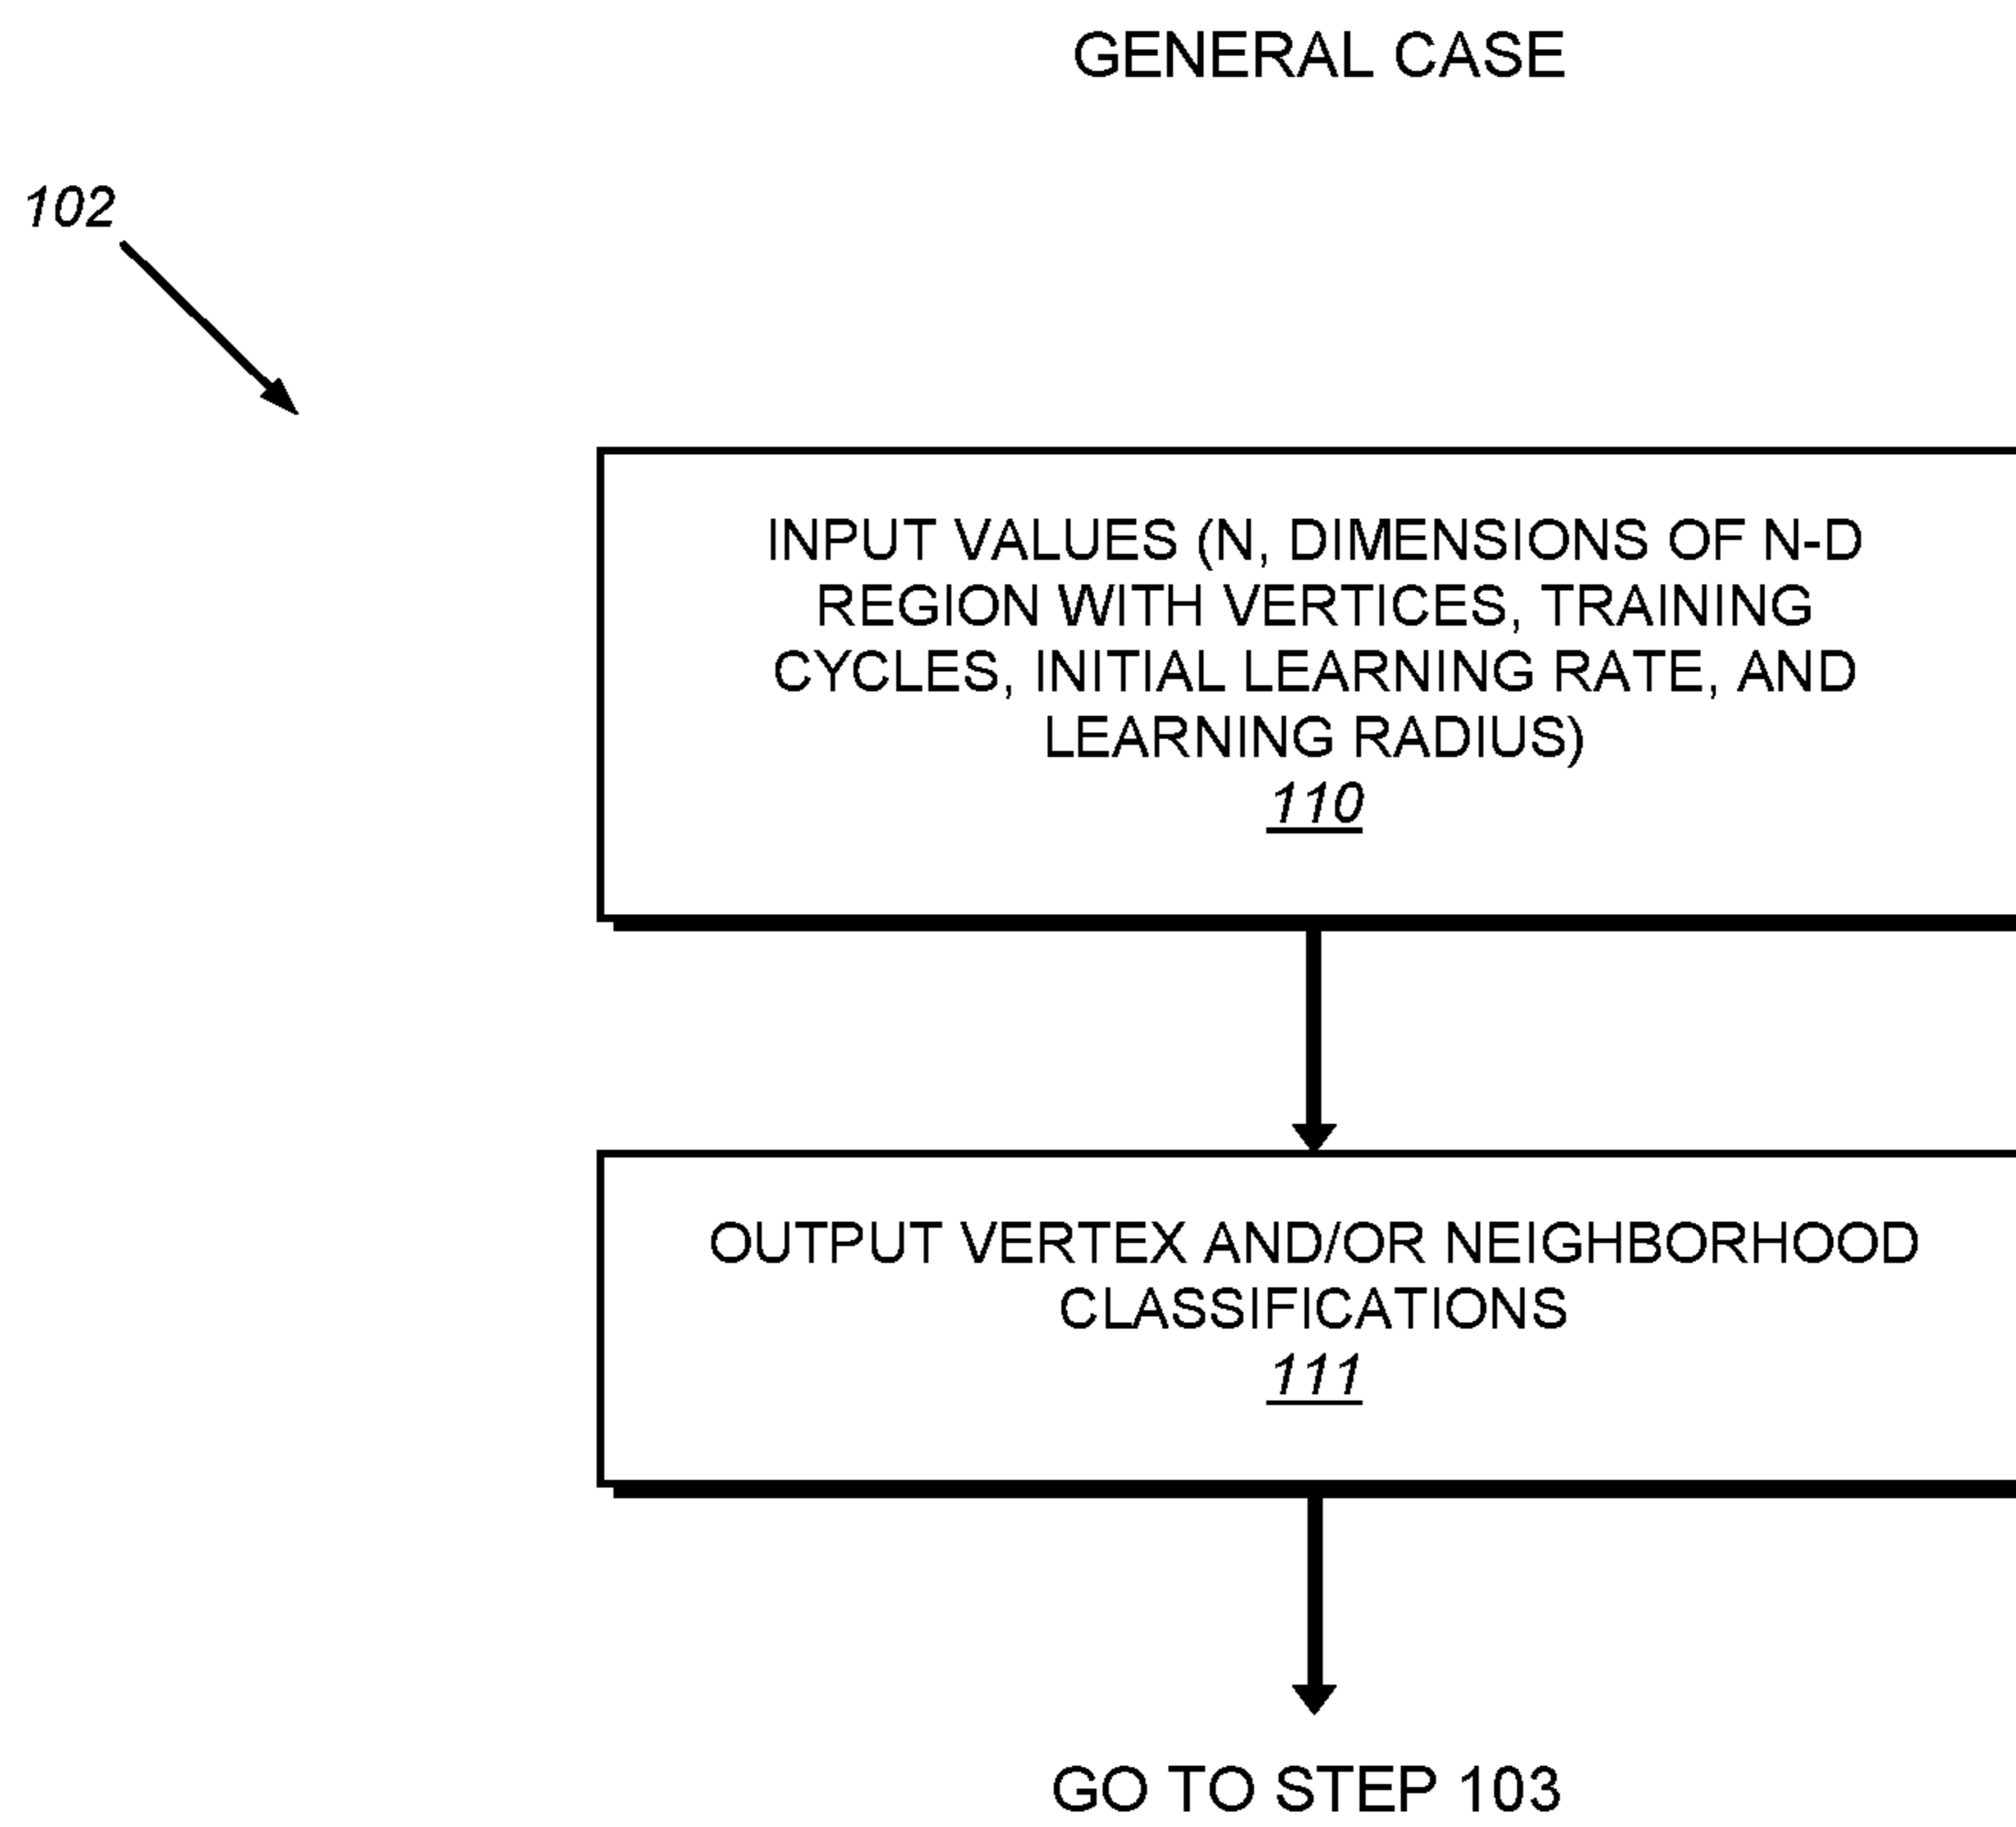 GENERAL CASE
102
INPUT VALUES (N, DIMENSIONS OF N-D
REGION WITH VERTICES, TRAINING
CYCLES, INITIAL LEARNING RATE, AND
LEARNING RADIUS)
110
OUTPUT VERTEX AND/OR NEIGHBORHOOD
CLASSIFICATIONS
111
GO TO STEP 103